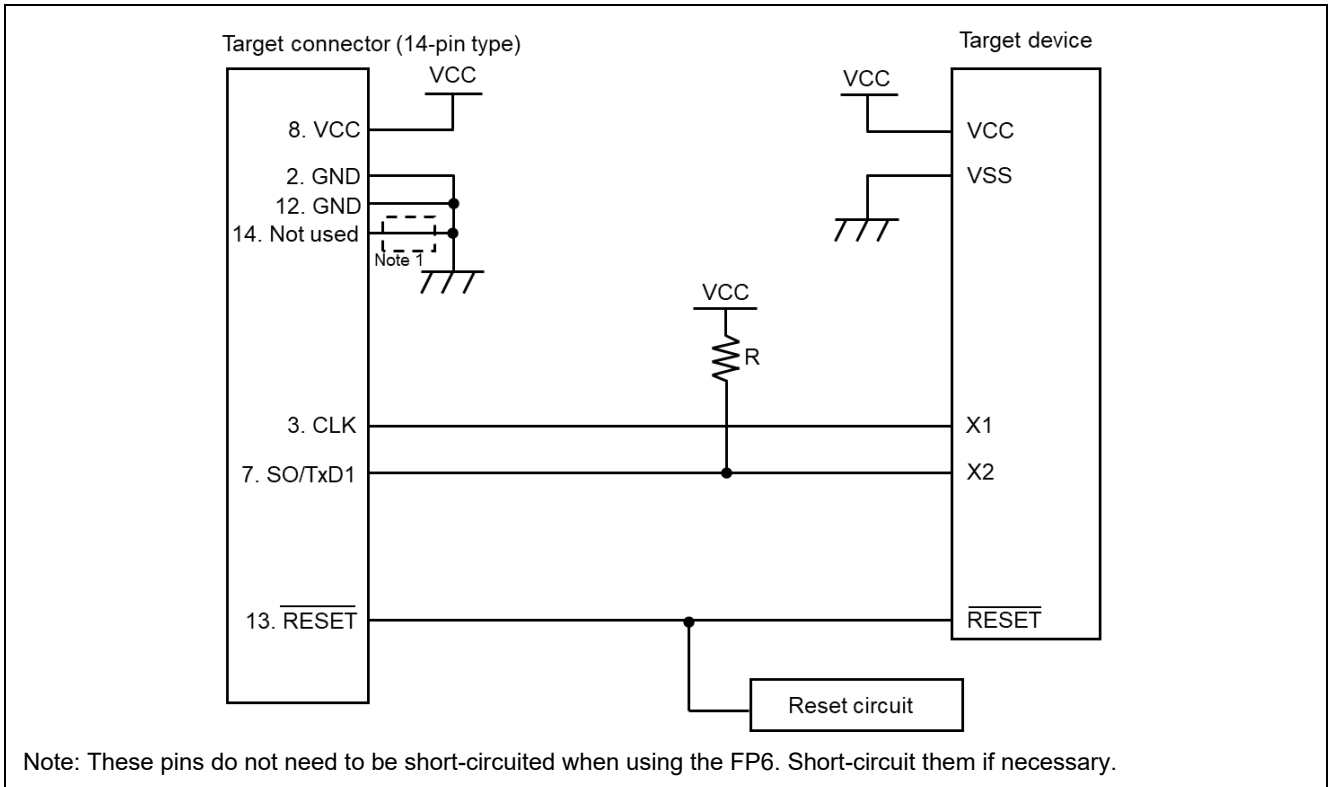 Target connector (14-pin type)
Target device
VCC
VCC
8. VCC
VCC
2. GND
VSS
12. GND
14. Not used
Note 1
VCC
R
3. CLK
X1
7. SO/TxD1
X2
13. RESET
RESET
Reset circuit
Note: These pins do not need to be short-circuited when using the FP6. Short-circuit them if necessary.